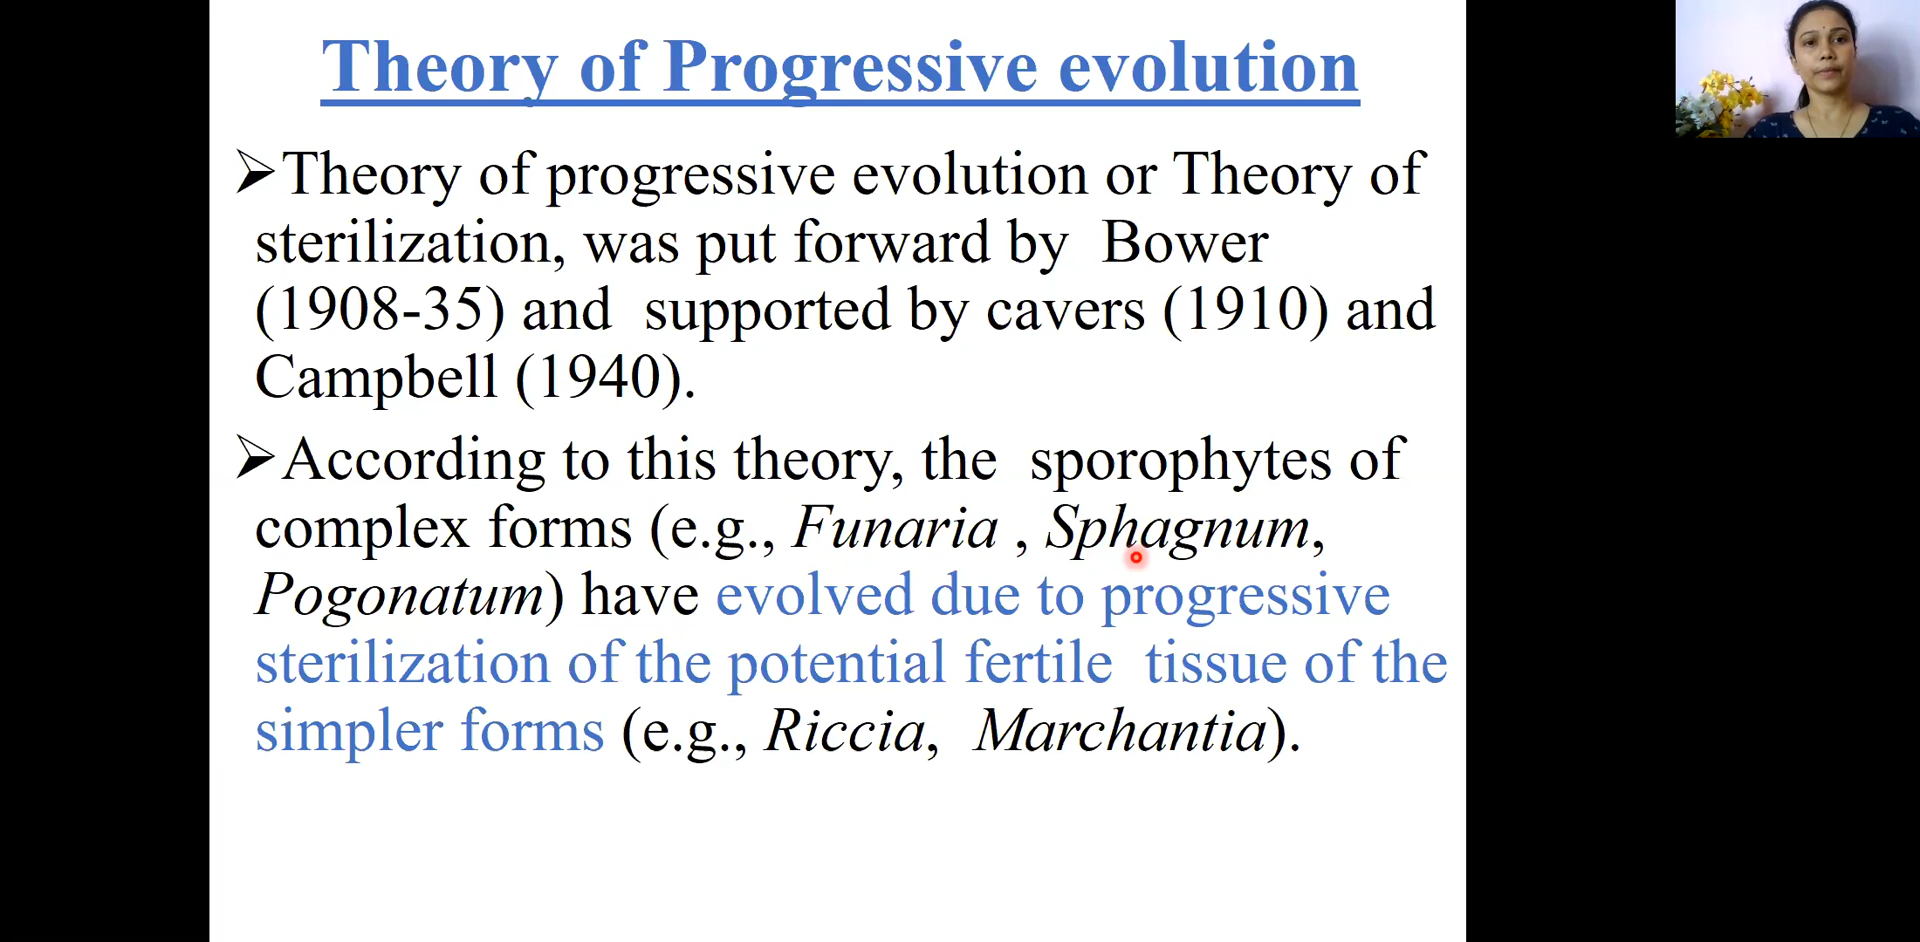 Theory of Progressive evolution
➢Theory of progressive evolution or Theory of
sterilization, was put forward by Bower
(1908-35) and supported by cavers (1910) and
Campbell (1940).
➢According to this theory, the sporophytes of
complex forms (e.g., Funaria , Sphagnum,
Pogonatum) have evolved due to progressive
sterilization of the potential fertile tissue of the
simpler forms (e.g., Riccia, Marchantia).